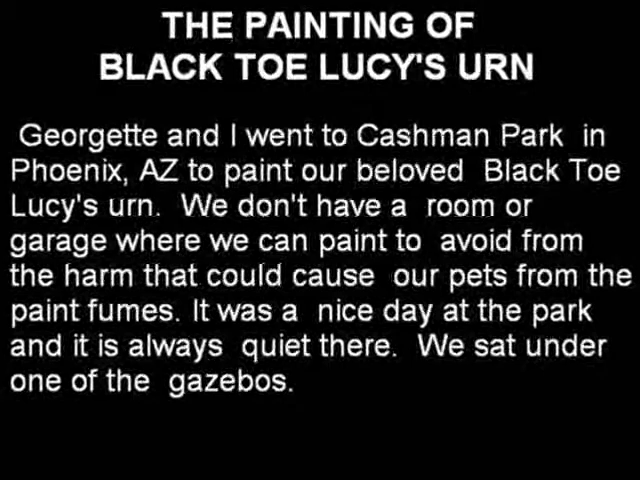 THE PAINTING OF
BLACK TOE LUCY'S URN
Georgette and I went to Cashman Park in
Phoenix, AZ to paint our beloved Black Toe
Lucy's urn. We don't have a room or
garage where we can paint to avoid from
the harm that could cause our pets from the
paint fumes. It was a nice day at the park
and it is always quiet there. We sat under
one of the gazebos.